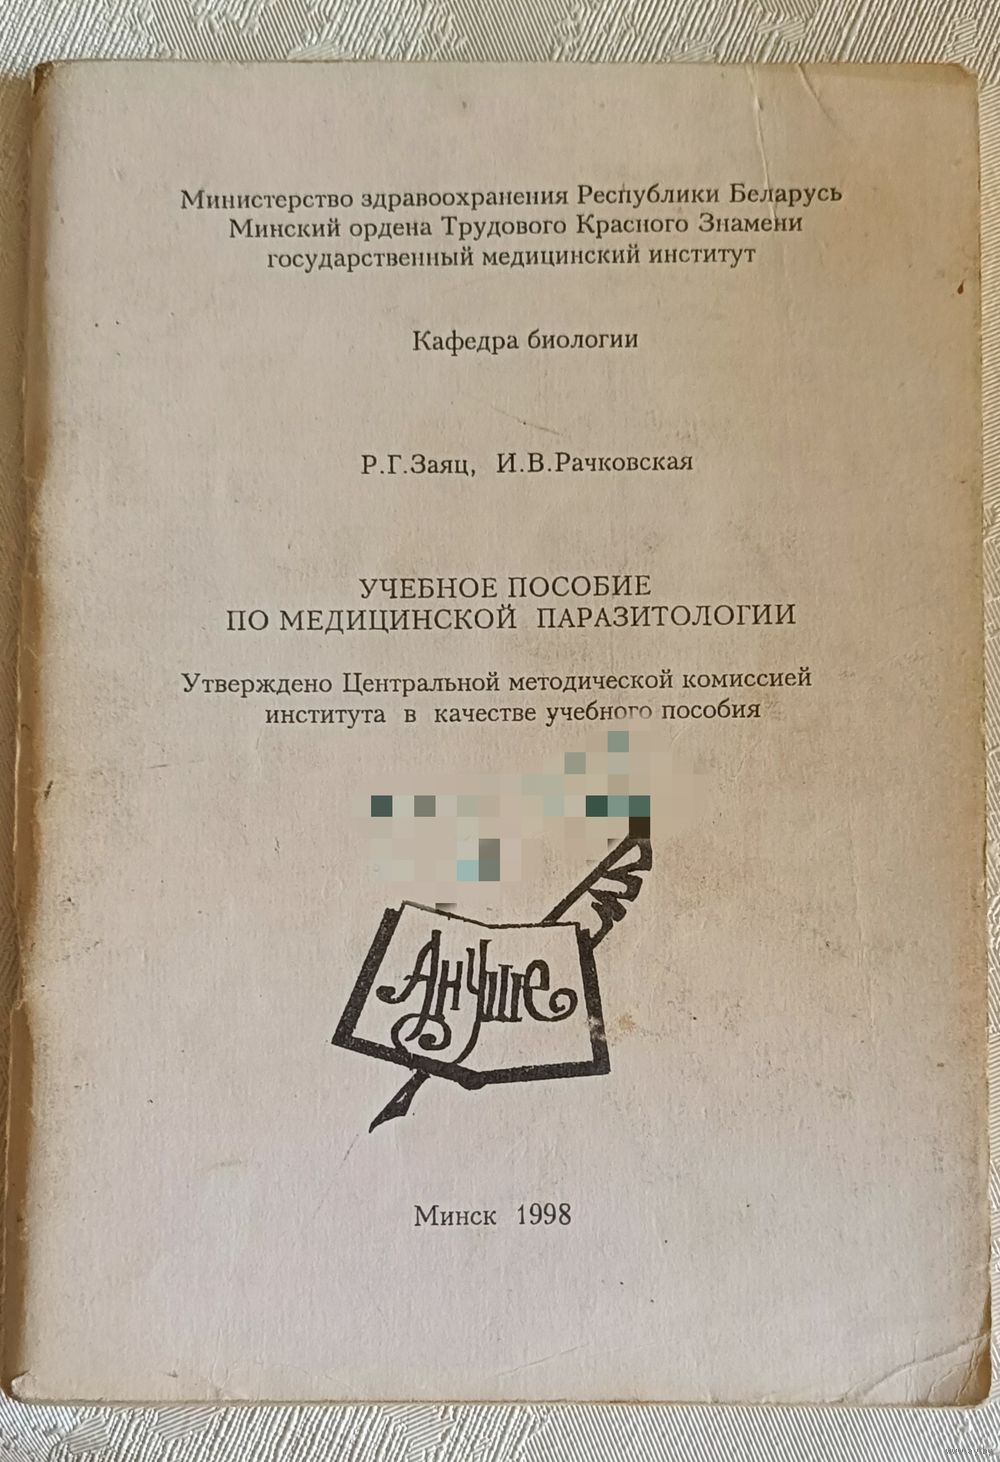 Министерство здравоохранения Республики Беларусь
Минский ордена Трудового Красного Знамени
государственный медицинский институт
Кафедра биологии
Р.Г.Заяц, И.В.Рачковская
УЧЕБНОЕ ПОСОБИЕ
ПО МЕДИЦИНСКОЙ ПАРАЗИТОЛОГИИ
Утверждено Центральной методической комиссией
института в качестве учебного пособия
Ануше
Минск 1998